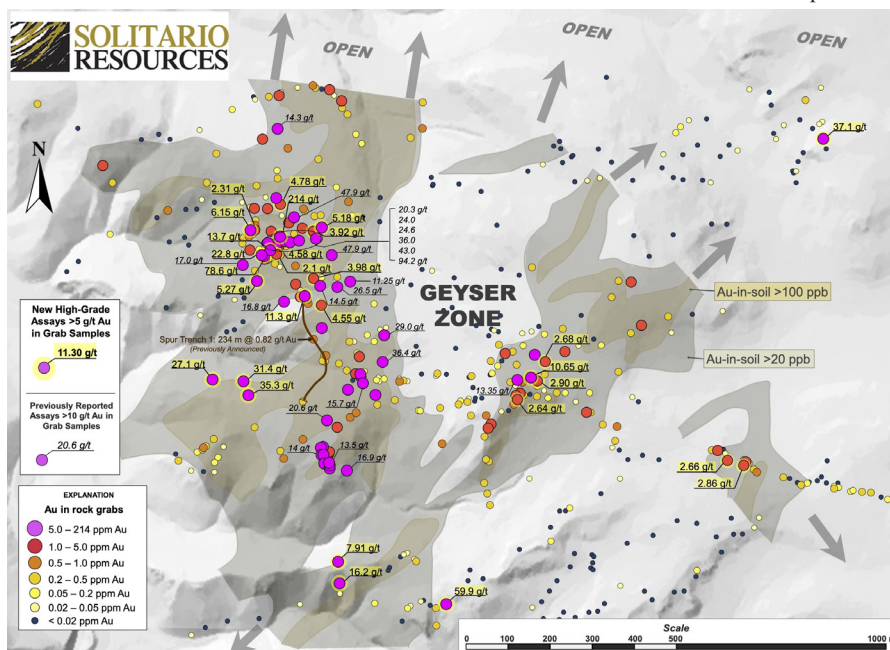 SOLITARIO
RESOURCES
OPEN
OPEN
OPEN
N
14.3 g/t
37.1 g/t
4.78 g/t
2.31 g/t
214 g/t
47.9 g/t
6.15 g/t
5.18 g/t
20.3 g/t
24.0
24.6
36.0
43.0
94.2 g/t
3.92 g/t
13.7 g/t
22.8 g/t
4.58 g/t
47.9 g/t
17.0 g/t
2.1 g/t
3.98 g/t
78.6 g/t
11.25 g/t
5.27 g/t
26.5 g/t
16.8 g/t
14.5 g/t
11.3 g/t
4.55 g/t
GEYSER
ZONE
Au-in-soil >100 ppb
Au-in-soil >20 ppb
New High-Grade
Assays >5 g/t Au
in Grab Samples
11.30 g/t
Previously Reported
Assays >10 g/t Au in
Grab Samples
20.6 g/t
Spur Trench 1: 234 m @ 0.82 g/t Au
(Previously Announced)
29.0 g/t
36.4 g/t
27.1 g/t
31.4 g/t
35.3 g/t
15.7 g/t
20.6 g/t
14 g/t
13.5 g/t
16.9 g/t
2.68 g/t
10.65 g/t
13.35 g/t
2.90 g/t
2.64 g/t
2.66 g/t
2.86 g/t
7.91 g/t
16.2 g/t
59.9 g/t
EXPLANATION
Au in rock grabs
5.0 – 214 ppm Au
1.0 – 5.0 ppm Au
0.5 – 1.0 ppm Au
0.2 – 0.5 ppm Au
0.05 – 0.2 ppm Au
0.02 – 0.05 ppm Au
< 0.02 ppm Au
Scale
0 100 200 300 400 500 1000